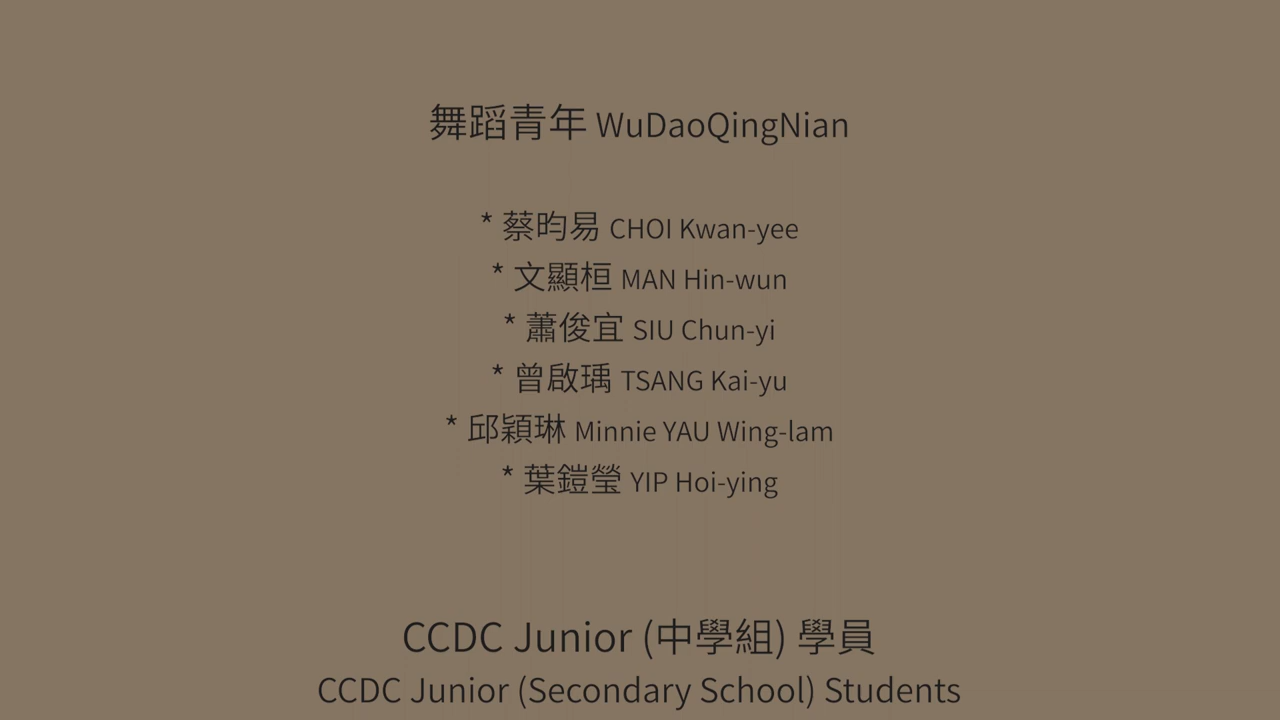 舞蹈青年 WuDaoQingNian
* 蔡昀易 CHOI Kwan-yee
* 文顯桓 MAN Hin-wun
* 蕭俊宜 SIU Chun-yi
* 曾啟瑀 TSANG Kai-yu
* 邱穎琳 Minnie YAU Wing-lam
* 葉鎧瑩 YIP Hoi-ying
CCDC Junior (中學組) 學員
CCDC Junior (Secondary School) Students